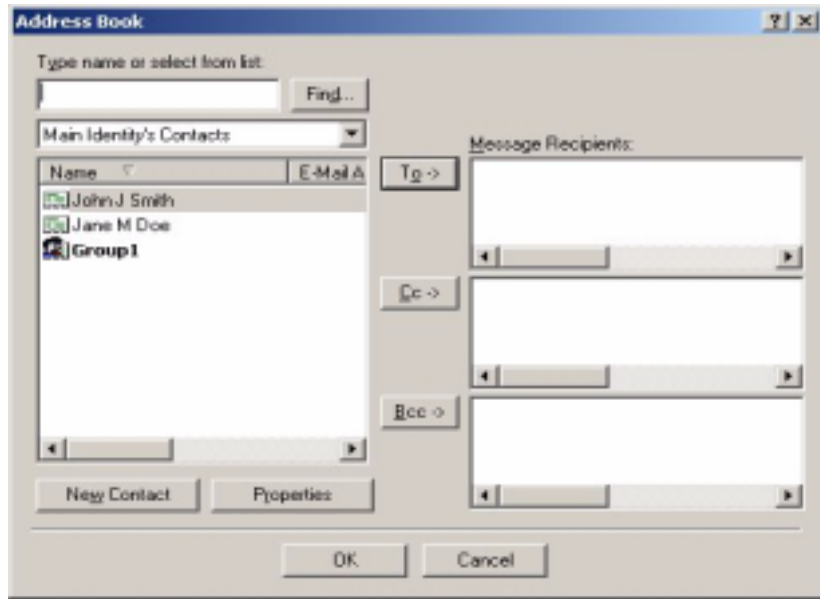 Address Book
Type name or select from list:
Find...
Main Identity's Contacts
Message Recipients:
Name E-Mail A
To ->
John J Smith
Jane M Doe
Group1
Cc ->
Bcc ->
New Contact Properties
OK Cancel